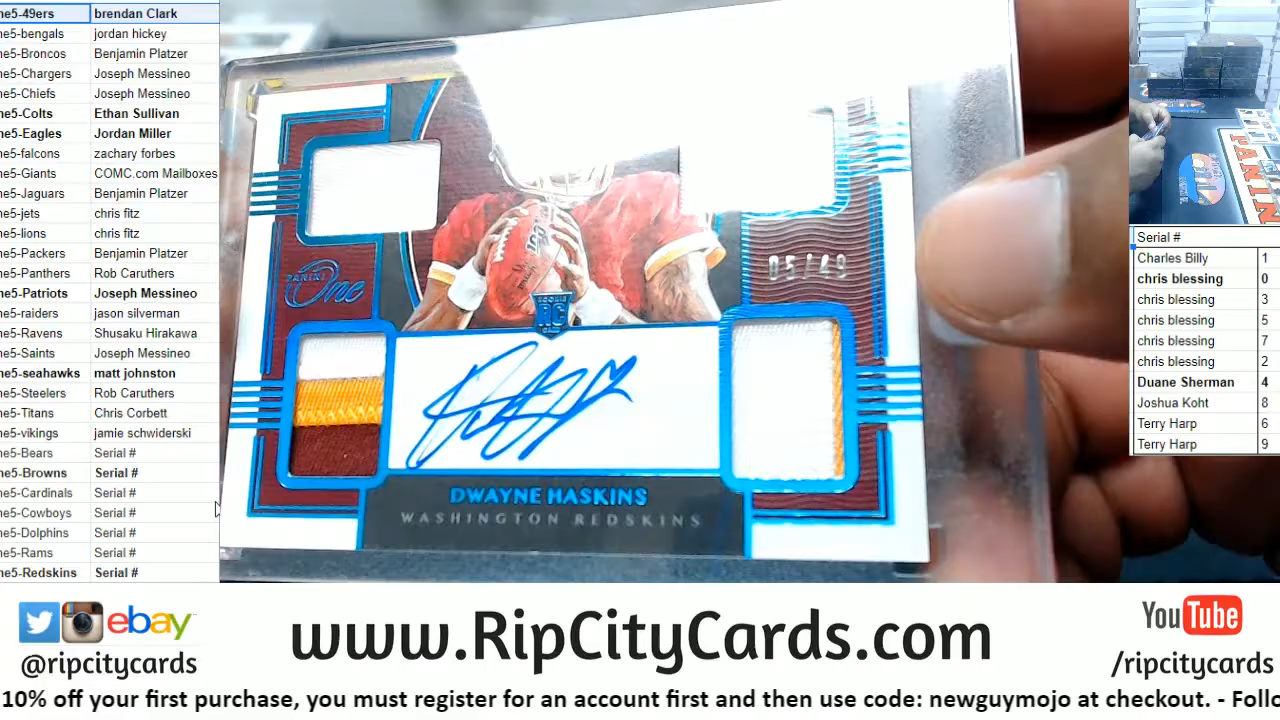 ne5-49ers brendan Clark
ne5-bengals jordan hickey
ne5-Broncos Benjamin Platzer
ne5-Chargers Joseph Messineo
ne5-Chiefs Joseph Messineo
ne5-Colts Ethan Sullivan
ne5-Eagles Jordan Miller
ne5-falcons zachary forbes
ne5-Giants COMC.com Mailboxes
ne5-Jaguars Benjamin Platzer
ne5-jets chris fitz
ne5-lions chris fitz
ne5-Packers Benjamin Platzer
ne5-Panthers Rob Caruthers
ne5-Patriots Joseph Messineo
ne5-raiders jason silverman
ne5-Ravens Shusaku Hirakawa
ne5-Saints Joseph Messineo
ne5-seahawks matt johnston
ne5-Steelers Rob Caruthers
ne5-Titans Chris Corbett
ne5-vikings jamie schwiderski
ne5-Bears Serial #
ne5-Browns Serial #
ne5-Cardinals Serial #
ne5-Cowboys Serial #
ne5-Dolphins Serial #
ne5-Rams Serial #
ne5-Redskins Serial #
PANINI
One
05/49
100
ROOKIE
RC
CARD
DWAYNE HASKINS
WASHINGTON REDSKINS
PANINI
Serial #
Charles Billy 1
chris blessing 0
chris blessing 3
chris blessing 5
chris blessing 7
chris blessing 2
Duane Sherman 4
Joshua Koht 8
Terry Harp 6
Terry Harp 9
ebay
@ripcitycards
www.RipCityCards.com
YouTube
/ripcitycards
10% off your first purchase, you must register for an account first and then use code: newguymojo at checkout. - Follo